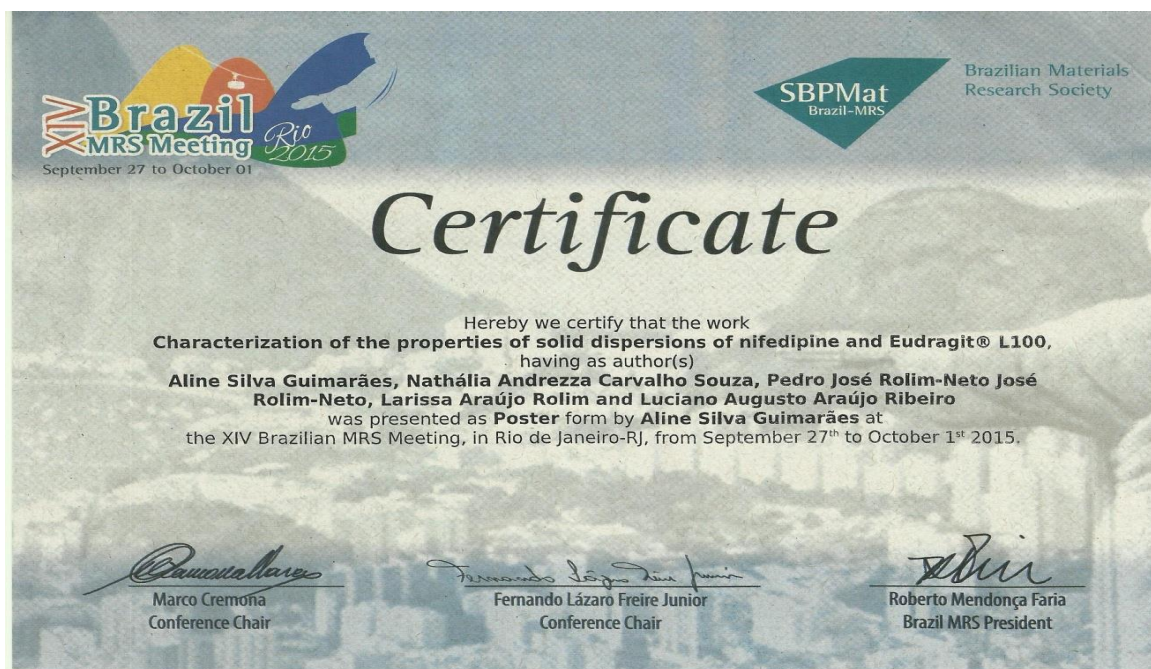 XIV Brazil
MRS Meeting
Rio
2015
September 27 to October 01
SBPMat
Brazil-MRS
Brazilian Materials
Research Society
Certificate
Hereby we certify that the work
Characterization of the properties of solid dispersions of nifedipine and Eudragit® L100,
having as author(s)
Aline Silva Guimarães, Nathália Andrezza Carvalho Souza, Pedro José Rolim-Neto José
Rolim-Neto, Larissa Araújo Rolim and Luciano Augusto Araújo Ribeiro
was presented as Poster form by Aline Silva Guimarães at
the XIV Brazilian MRS Meeting, in Rio de Janeiro-RJ, from September 27th to October 1st 2015.
Marco Cremona
Conference Chair
Fernando Lázaro Freire Junior
Conference Chair
Roberto Mendonça Faria
Brazil MRS President